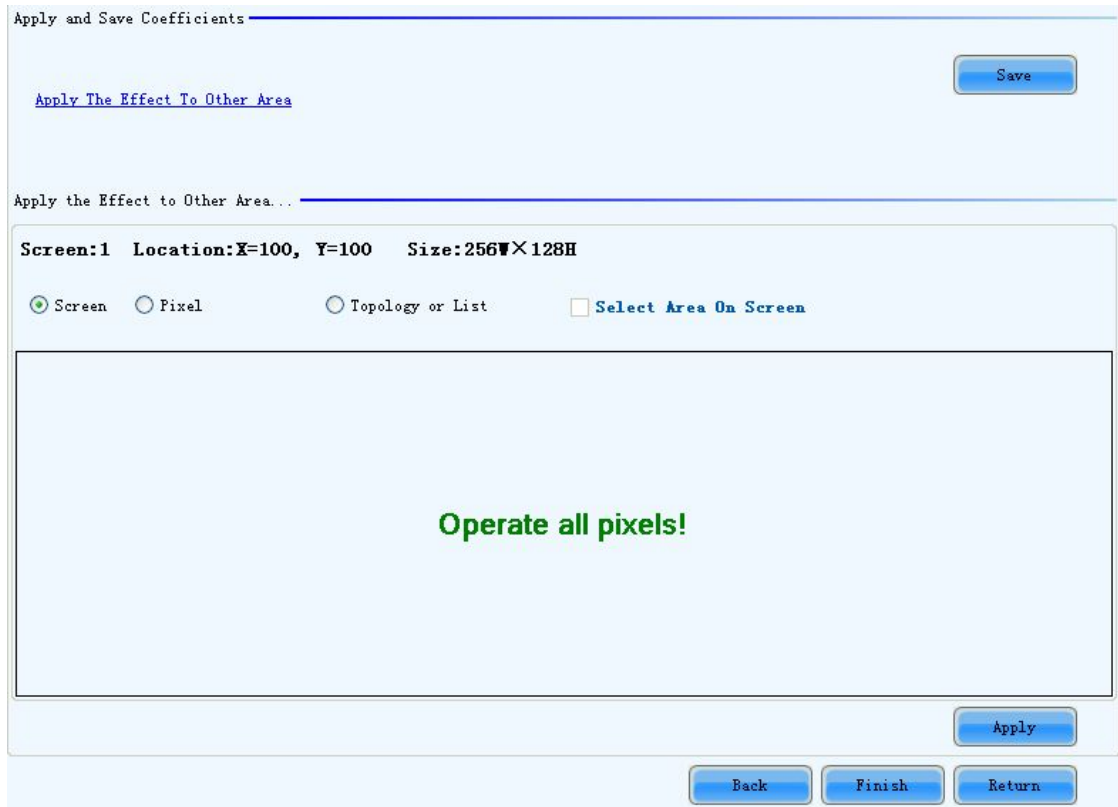 Apply and Save Coefficients
Save
Apply The Effect To Other Area
Apply the Effect to Other Area...
Screen:1 Location:X=100, Y=100 Size:256W×128H
Screen Pixel Topology or List Select Area On Screen
Operate all pixels!
Apply
Back Finish Return